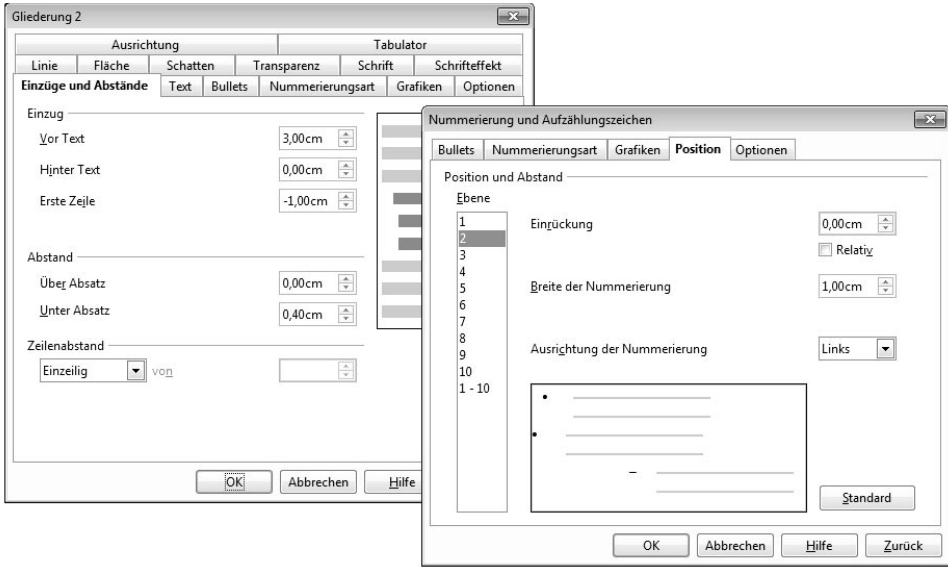 Gliederung 2
Ausrichtung Tabulator
Linie Fläche Schatten Transparenz Schrift Schrifteffekt
Einzüge und Abstände Text Bullets Nummerierungsart Grafiken Optionen
Einzug
Vor Text 3,00cm
Hinter Text 0,00cm
Erste Zeile -1,00cm
Abstand
Über Absatz 0,00cm
Unter Absatz 0,40cm
Zeilenabstand
Einzeilig von
OK Abbrechen Hilfe
Nummerierung und Aufzählungszeichen
Bullets Nummerierungsart Grafiken Position Optionen
Position und Abstand
Ebene
1
2
3
4
5
6
7
8
9
10
1 - 10
Einrückung 0,00cm
Relativ
Breite der Nummerierung 1,00cm
Ausrichtung der Nummerierung Links
Standard
OK Abbrechen Hilfe Zurück